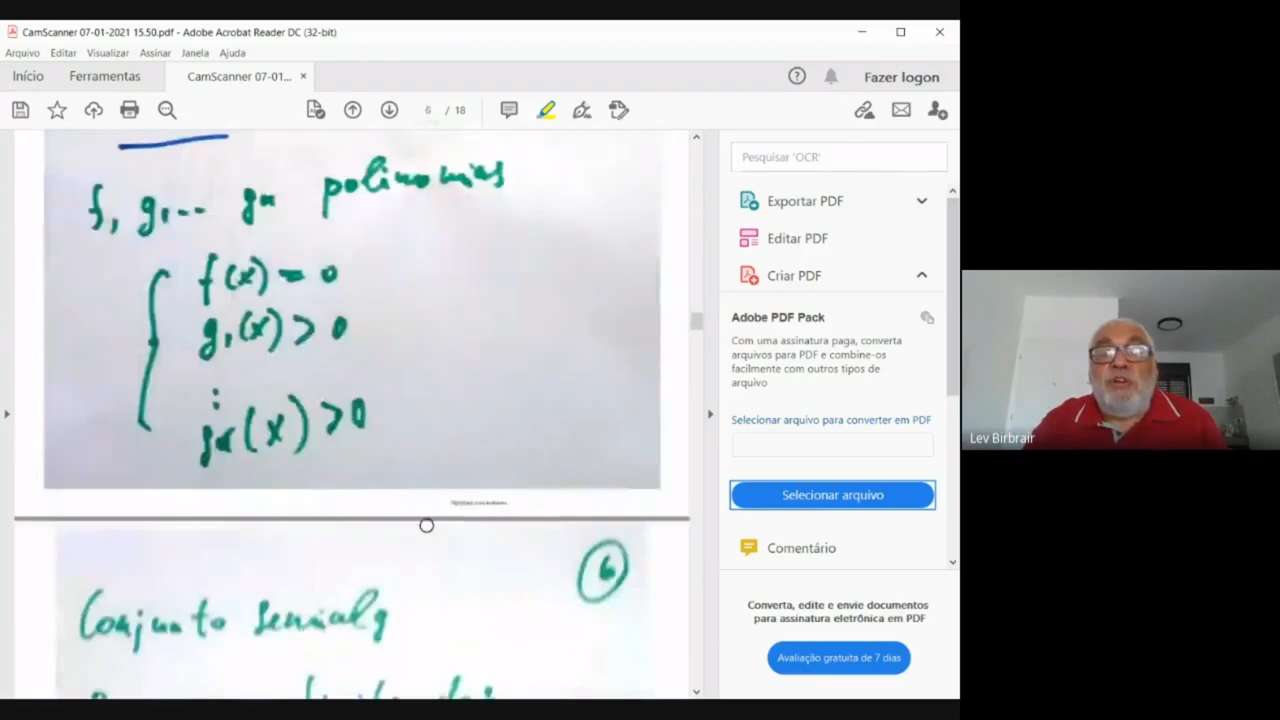 CamScanner 07-01-2021 15.50.pdf - Adobe Acrobat Reader DC (32-bit)
Arquivo Editar Visualizar Assinar Janela Ajuda
Início Ferramentas CamScanner 07-01... × Fazer logon
6 / 18
f, g1... gk polinomias
f(x) = 0
g1(x) > 0
⋮
gk(x) > 0
6
Conjunto semialg
Pesquisar 'OCR'
Exportar PDF
Editar PDF
Criar PDF
Adobe PDF Pack
Com uma assinatura paga, converta
arquivos para PDF e combine-os
facilmente com outros tipos de
arquivo
Selecionar arquivo para converter em PDF
Selecionar arquivo
Comentário
Converta, edite e envie documentos
para assinatura eletrônica em PDF
Avaliação gratuita de 7 dias
Lev Birbrair